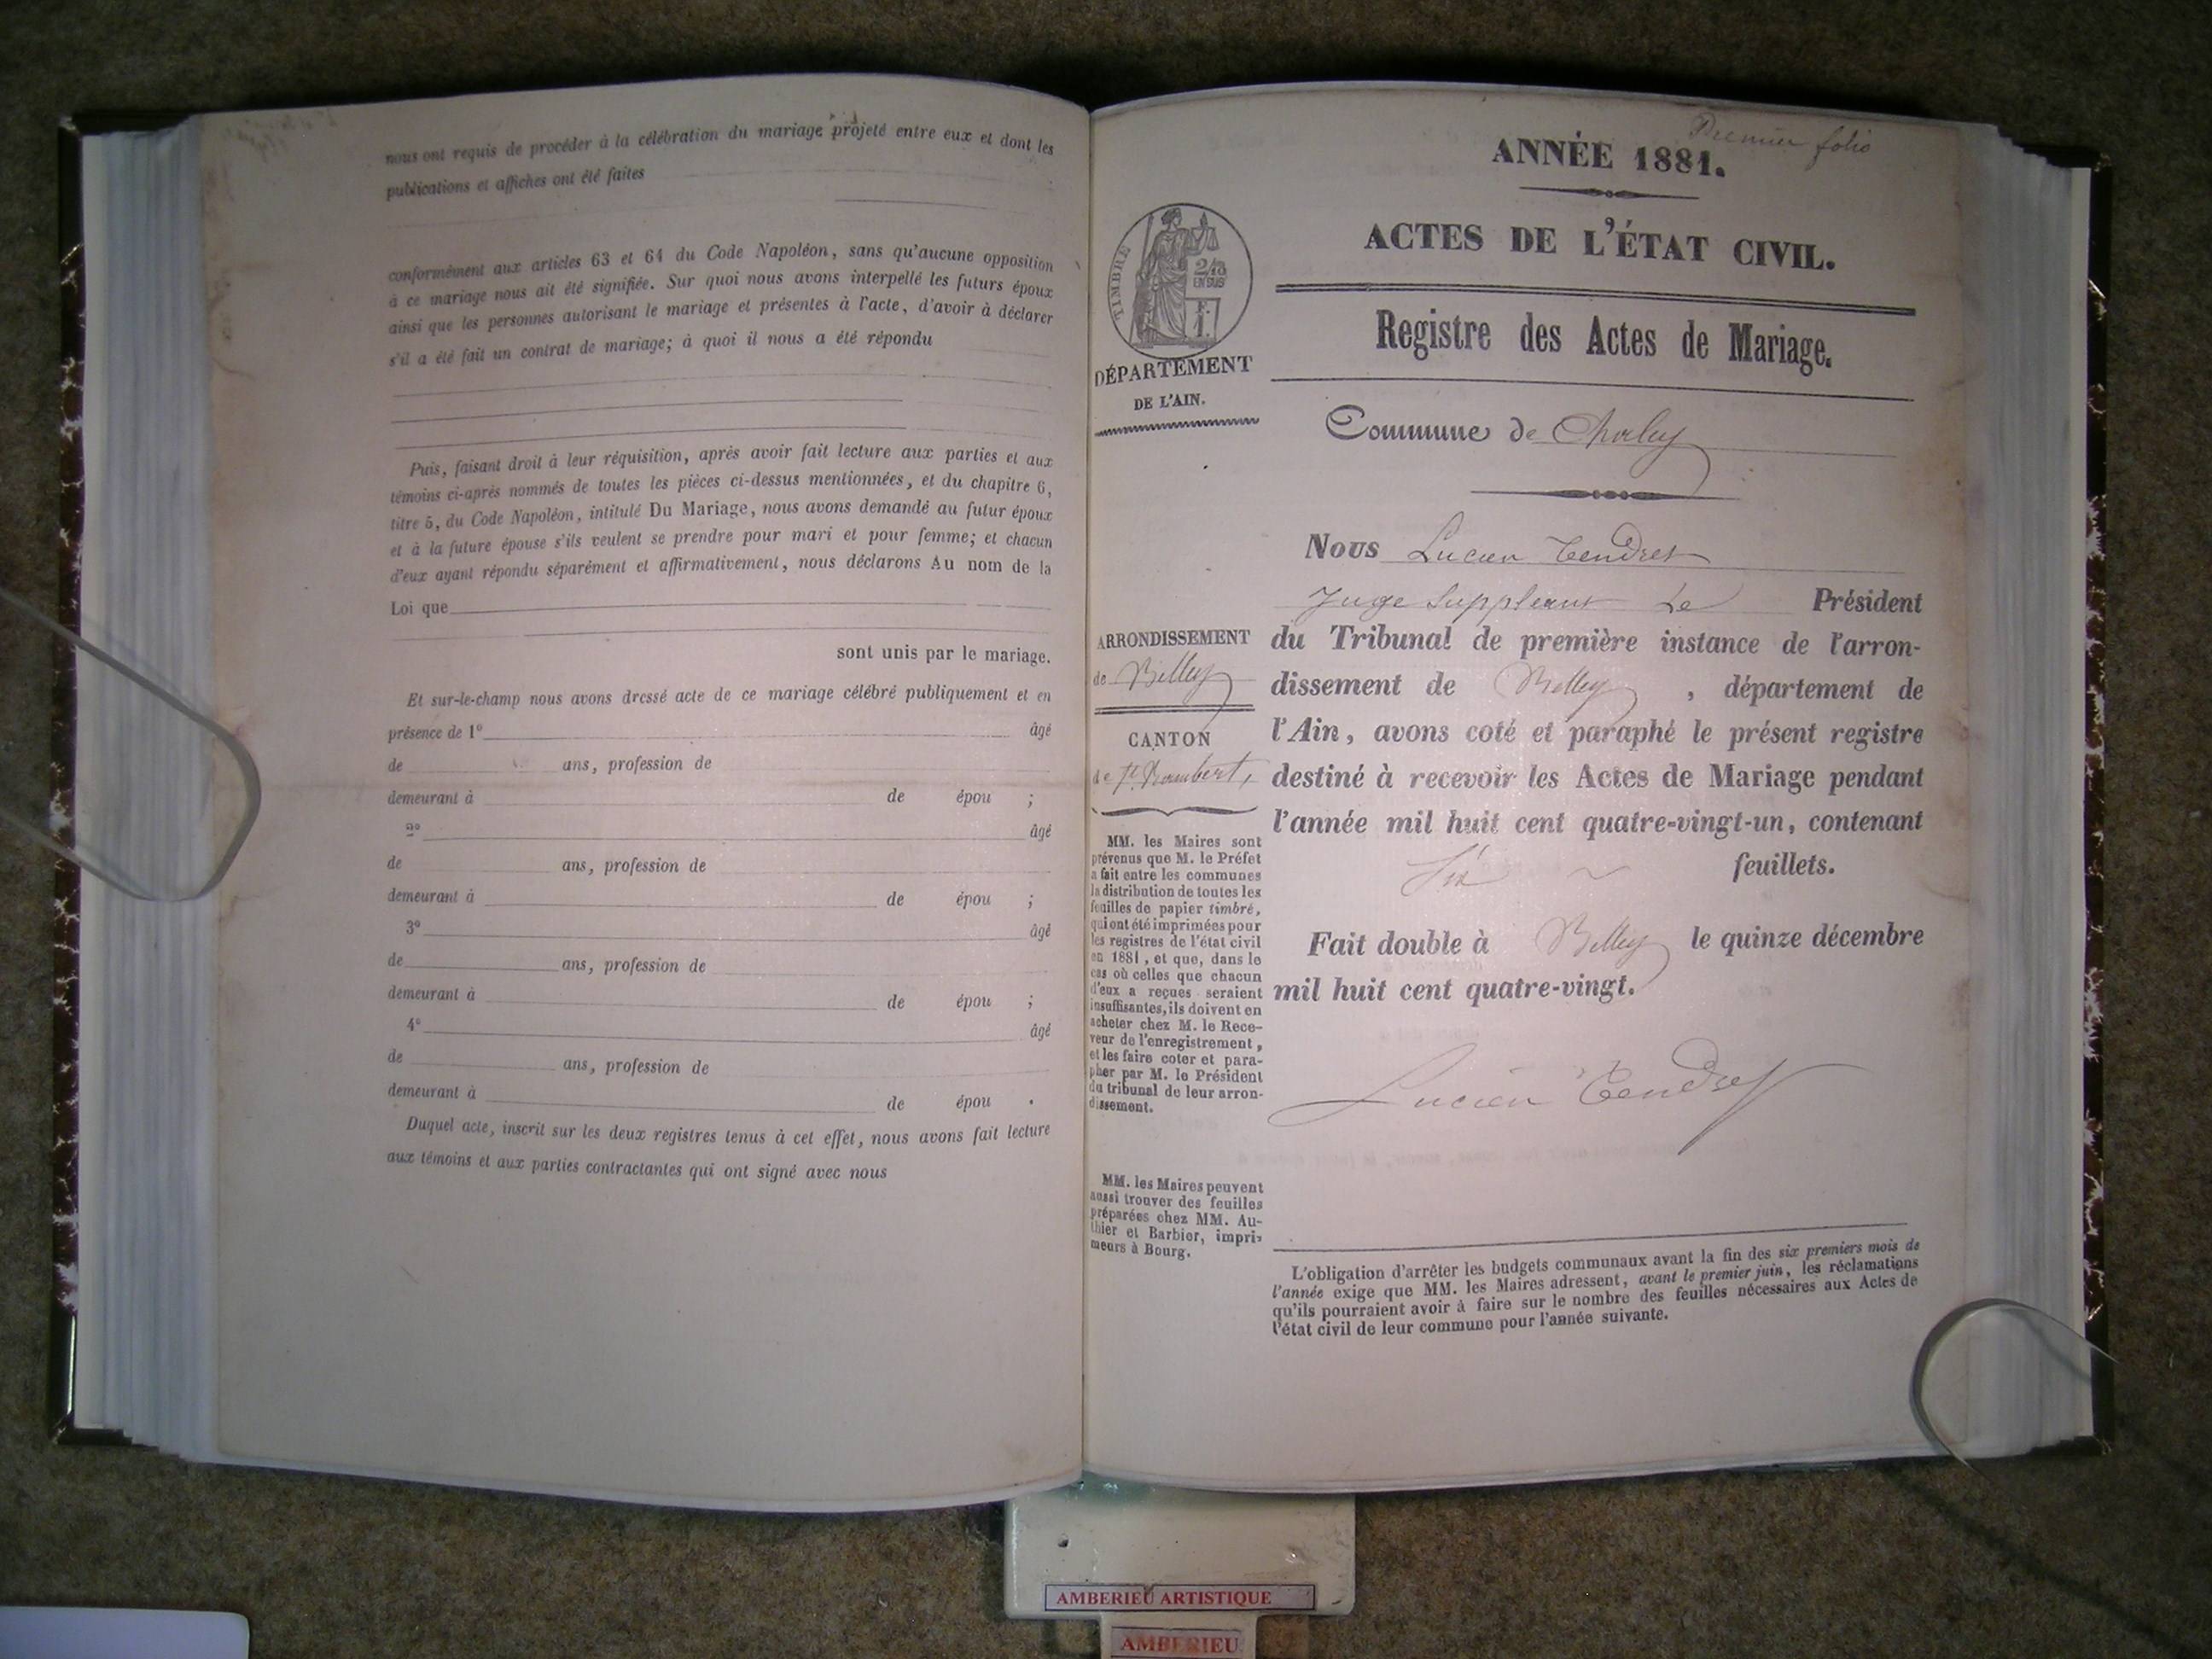 nous ont requis de procéder à la célébration du mariage projeté entre eux et dont les
publications et affiches ont été faites
conformément aux articles 63 et 64 du Code Napoléon, sans qu'aucune opposition
à ce mariage nous ait été signifiée. Sur quoi nous avons interpellé les futurs époux
ainsi que les personnes autorisant le mariage et présentes à l'acte, d'avoir à déclarer
s'il a été fait un contrat de mariage; à quoi il nous a été répondu
Puis, faisant droit à leur réquisition, après avoir fait lecture aux parties et aux
témoins ci-après nommés de toutes les pièces ci-dessus mentionnées, et du chapitre 6,
titre 5, du Code Napoléon, intitulé Du Mariage, nous avons demandé au futur époux
et à la future épouse s'ils veulent se prendre pour mari et pour femme; et chacun
d'eux ayant répondu séparément et affirmativement, nous déclarons Au nom de la
Loi que
sont unis par le mariage.
Et sur-le-champ nous avons dressé acte de ce mariage célébré publiquement et en
présence de 1° âgé
de ans, profession de
demeurant à de épou ;
2° âgé
de ans, profession de
demeurant à de épou ;
3° âgé
de ans, profession de
demeurant à de épou ;
4° âgé
de ans, profession de
demeurant à de épou .
Duquel acte, inscrit sur les deux registres tenus à cet effet, nous avons fait lecture
aux témoins et aux parties contractantes qui ont signé avec nous
Premier folio
ANNÉE 1881.
ACTES DE L'ÉTAT CIVIL.
Registre des Actes de Mariage.
TIMBRE
2/10
EN SUS
F.
1.
DÉPARTEMENT
DE L'AIN.
Commune de Chaley
Nous Lucien Tendret
Juge Suppléant Le Président
du Tribunal de première instance de l'arron-
dissement de Belley, département de
l'Ain, avons coté et paraphé le présent registre
destiné à recevoir les Actes de Mariage pendant
l'année mil huit cent quatre-vingt-un, contenant
Six feuillets.
Fait double à Belley le quinze décembre
mil huit cent quatre-vingt.
Lucien Tendret
ARRONDISSEMENT
de Belley
CANTON
de St Rambert,
MM. les Maires sont
prévenus que M. le Préfet
a fait entre les communes
la distribution de toutes les
feuilles de papier timbré,
qui ont été imprimées pour
les registres de l'état civil
en 1881, et que, dans le
cas où celles que chacun
d'eux a reçues seraient
insuffisantes, ils doivent en
acheter chez M. le Rece-
veur de l'enregistrement,
et les faire coter et para-
pher par M. le Président
du tribunal de leur arron-
dissement.
MM. les Maires peuvent
aussi trouver des feuilles
préparées chez MM. Au-
thier et Barbier, impri-
meurs à Bourg.
L'obligation d'arrêter les budgets communaux avant la fin des six premiers mois de
l'année exige que MM. les Maires adressent, avant le premier juin, les réclamations
qu'ils pourraient avoir à faire sur le nombre des feuilles nécessaires aux Actes de
l'état civil de leur commune pour l'année suivante.
AMBERIEU ARTISTIQUE
AMBERIEU